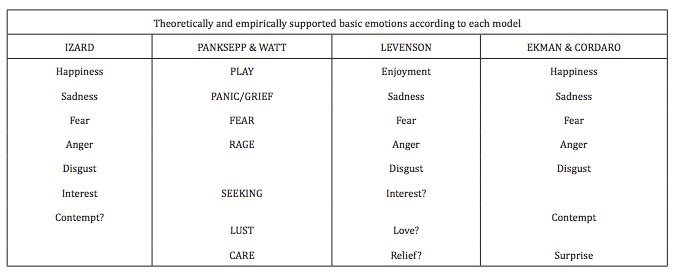 Theoretically and empirically supported basic emotions according to each model
IZARD PANKSEPP & WATT LEVENSON EKMAN & CORDARO
Happiness PLAY Enjoyment Happiness
Sadness PANIC/GRIEF Sadness Sadness
Fear FEAR Fear Fear
Anger RAGE Anger Anger
Disgust Disgust Disgust
Interest SEEKING Interest?
Contempt? Contempt
LUST Love?
CARE Relief? Surprise